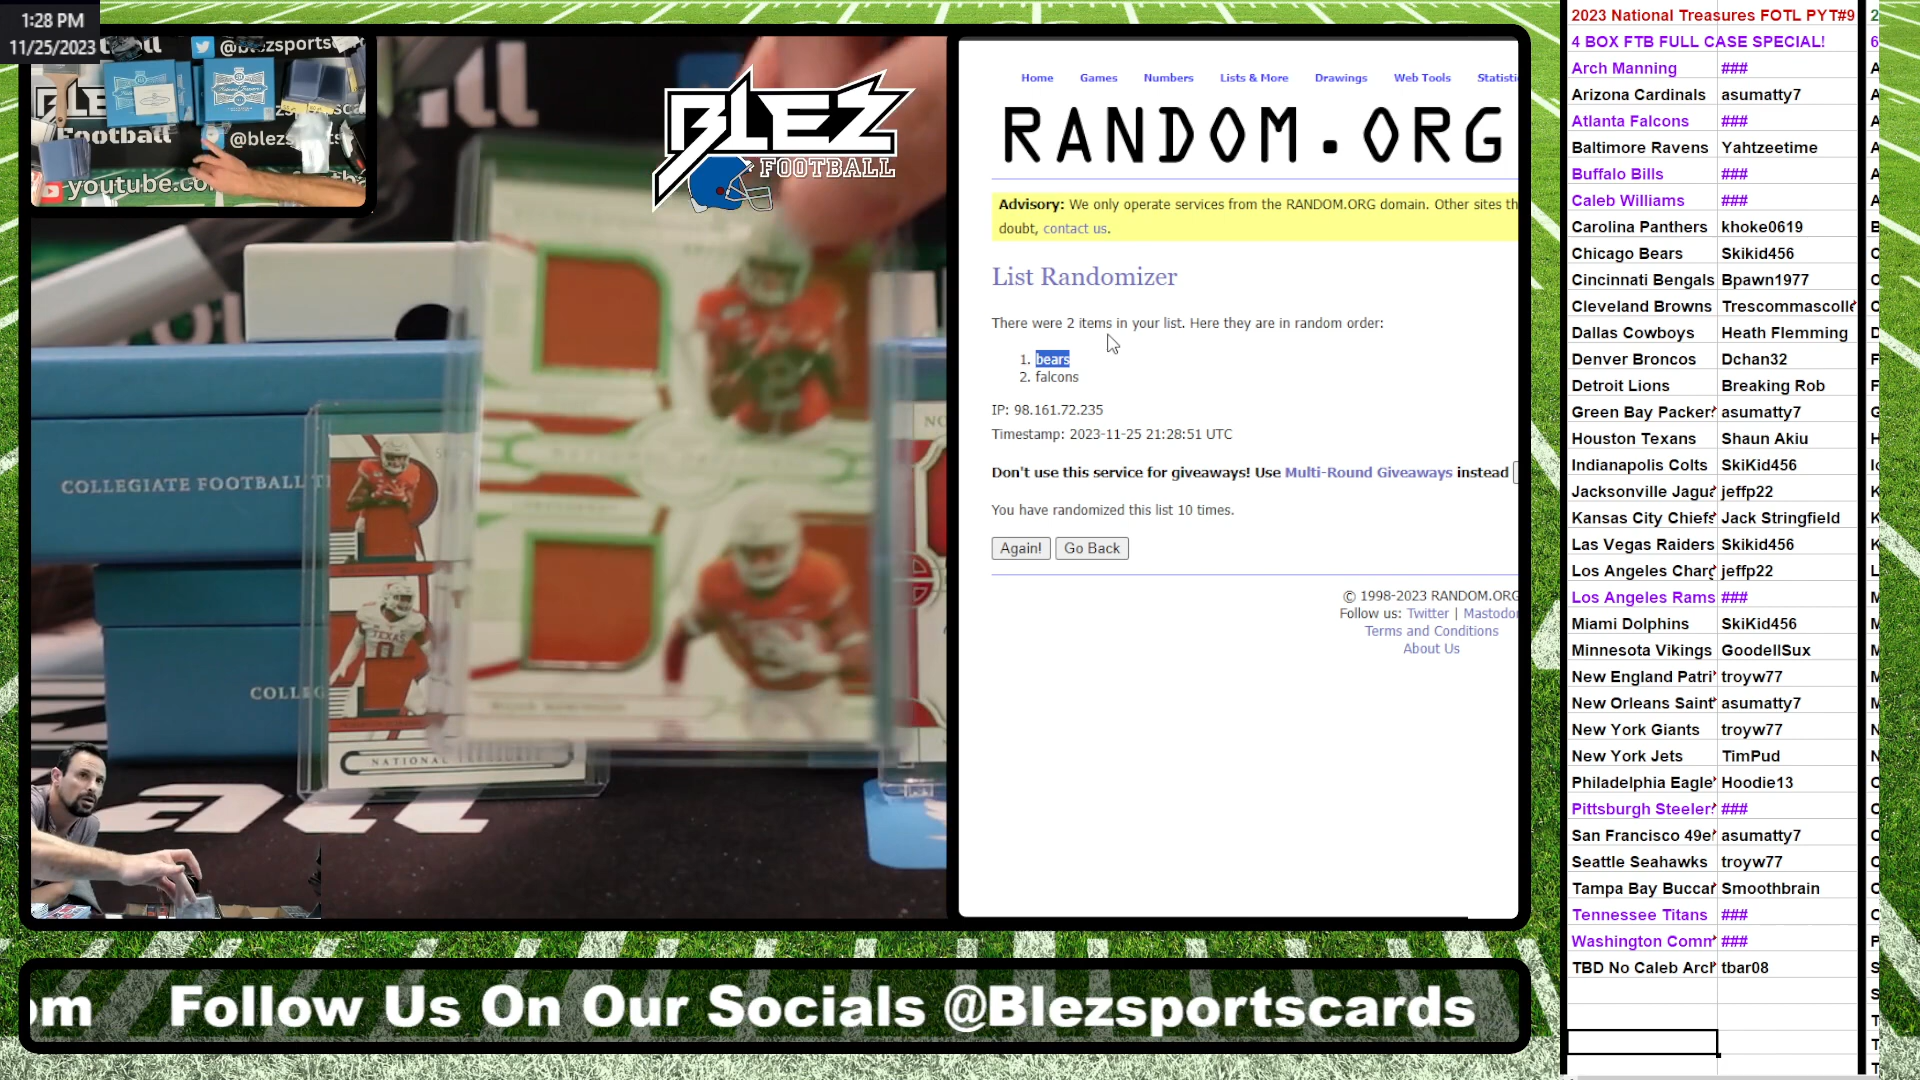 1:28 PM
11/25/2023
@blezsports
Football
@blezs
youtube.co
BLEZ
FOOTBALL
COLLEGIATE FOOTBALL
TEXAS
NATIONAL
Home Games Numbers Lists & More Drawings Web Tools Statisti
RANDOM.ORG
Advisory: We only operate services from the RANDOM.ORG domain. Other sites th
doubt, contact us.
List Randomizer
There were 2 items in your list. Here they are in random order:
1. bears
2. falcons
IP: 98.161.72.235
Timestamp: 2023-11-25 21:28:51 UTC
Don't use this service for giveaways! Use Multi-Round Giveaways instead
You have randomized this list 10 times.
Again! Go Back
© 1998-2023 RANDOM.ORG
Follow us: Twitter | Mastodo
Terms and Conditions
About Us
2023 National Treasures FOTL PYT#9
4 BOX FTB FULL CASE SPECIAL!
Arch Manning ###
Arizona Cardinals asumatty7
Atlanta Falcons ###
Baltimore Ravens Yahtzeetime
Buffalo Bills ###
Caleb Williams ###
Carolina Panthers khoke0619
Chicago Bears Skikid456
Cincinnati Bengals Bpawn1977
Cleveland Browns Trescommascolle
Dallas Cowboys Heath Flemming
Denver Broncos Dchan32
Detroit Lions Breaking Rob
Green Bay Packer asumatty7
Houston Texans Shaun Akiu
Indianapolis Colts SkiKid456
Jacksonville Jagua jeffp22
Kansas City Chiefs Jack Stringfield
Las Vegas Raiders Skikid456
Los Angeles Charg jeffp22
Los Angeles Rams ###
Miami Dolphins SkiKid456
Minnesota Vikings GoodellSux
New England Patri troyw77
New Orleans Saint asumatty7
New York Giants troyw77
New York Jets TimPud
Philadelphia Eagle Hoodie13
Pittsburgh Steeler ###
San Francisco 49e asumatty7
Seattle Seahawks troyw77
Tampa Bay Buccar Smoothbrain
Tennessee Titans ###
Washington Comm ###
TBD No Caleb Arcl tbar08
om Follow Us On Our Socials @Blezsportscards